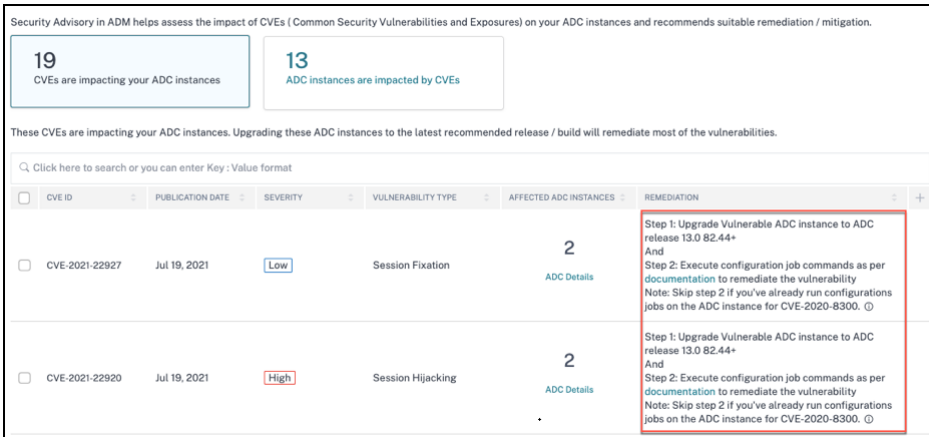 Security Advisory in ADM helps assess the impact of CVEs ( Common Security Vulnerabilities and Exposures) on your ADC instances and recommends suitable remediation / mitigation.
19
CVEs are impacting your ADC instances
13
ADC instances are impacted by CVEs
These CVEs are impacting your ADC instances. Upgrading these ADC instances to the latest recommended release / build will remediate most of the vulnerabilities.
Click here to search or you can enter Key : Value format
CVE ID PUBLICATION DATE SEVERITY VULNERABILITY TYPE AFFECTED ADC INSTANCES REMEDIATION
CVE-2021-22927 Jul 19, 2021 Low Session Fixation
2
ADC Details
Step 1: Upgrade Vulnerable ADC instance to ADC
release 13.0 82.44+
And
Step 2: Execute configuration job commands as per
documentation to remediate the vulnerability
Note: Skip step 2 if you've already run configurations
jobs on the ADC instance for CVE-2020-8300.
CVE-2021-22920 Jul 19, 2021 High Session Hijacking
2
ADC Details
Step 1: Upgrade Vulnerable ADC instance to ADC
release 13.0 82.44+
And
Step 2: Execute configuration job commands as per
documentation to remediate the vulnerability
Note: Skip step 2 if you've already run configurations
jobs on the ADC instance for CVE-2020-8300.